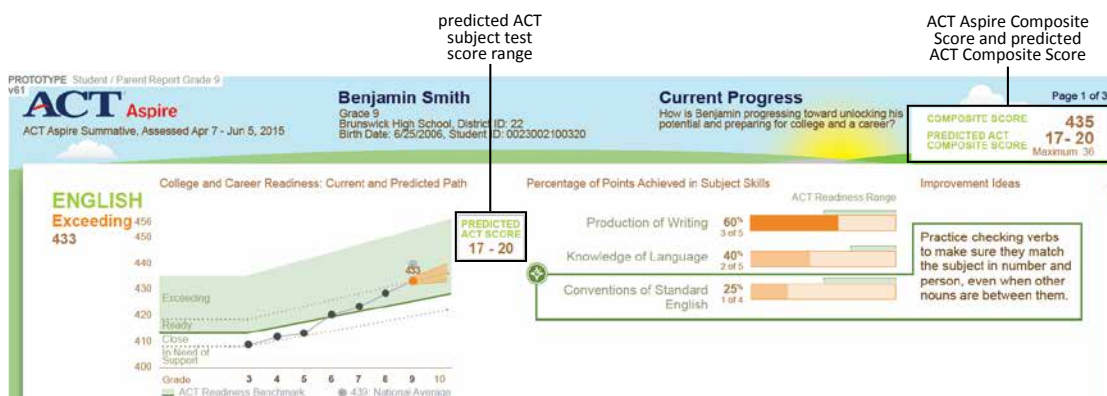 predicted ACT
subject test
score range
ACT Aspire Composite
Score and predicted
ACT Composite Score
PROTOTYPE Student / Parent Report Grade 9
v61
ACT Aspire
ACT Aspire Summative, Assessed Apr 7 - Jun 5, 2015
Benjamin Smith
Grade 9
Brunswick High School, District ID: 22
Birth Date: 6/25/2006, Student ID: 0023002100320
Current Progress
How is Benjamin progressing toward unlocking his
potential and preparing for college and a career?
Page 1 of 3
COMPOSITE SCORE 435
PREDICTED ACT
COMPOSITE SCORE 17- 20
Maximum 36
ENGLISH
Exceeding
433
College and Career Readiness: Current and Predicted Path
456
450
440
430
420
410
400
433
Exceeding
Ready
Close
In Need of
Support
Grade 3 4 5 6 7 8 9 10
ACT Readiness Benchmark 439: National Average
PREDICTED
ACT SCORE
17 - 20
Percentage of Points Achieved in Subject Skills
ACT Readiness Range
Production of Writing 60%
3 of 5
Knowledge of Language 40%
2 of 5
Conventions of Standard
English 25%
1 of 4
Improvement Ideas
Practice checking verbs
to make sure they match
the subject in number and
person, even when other
nouns are between them.